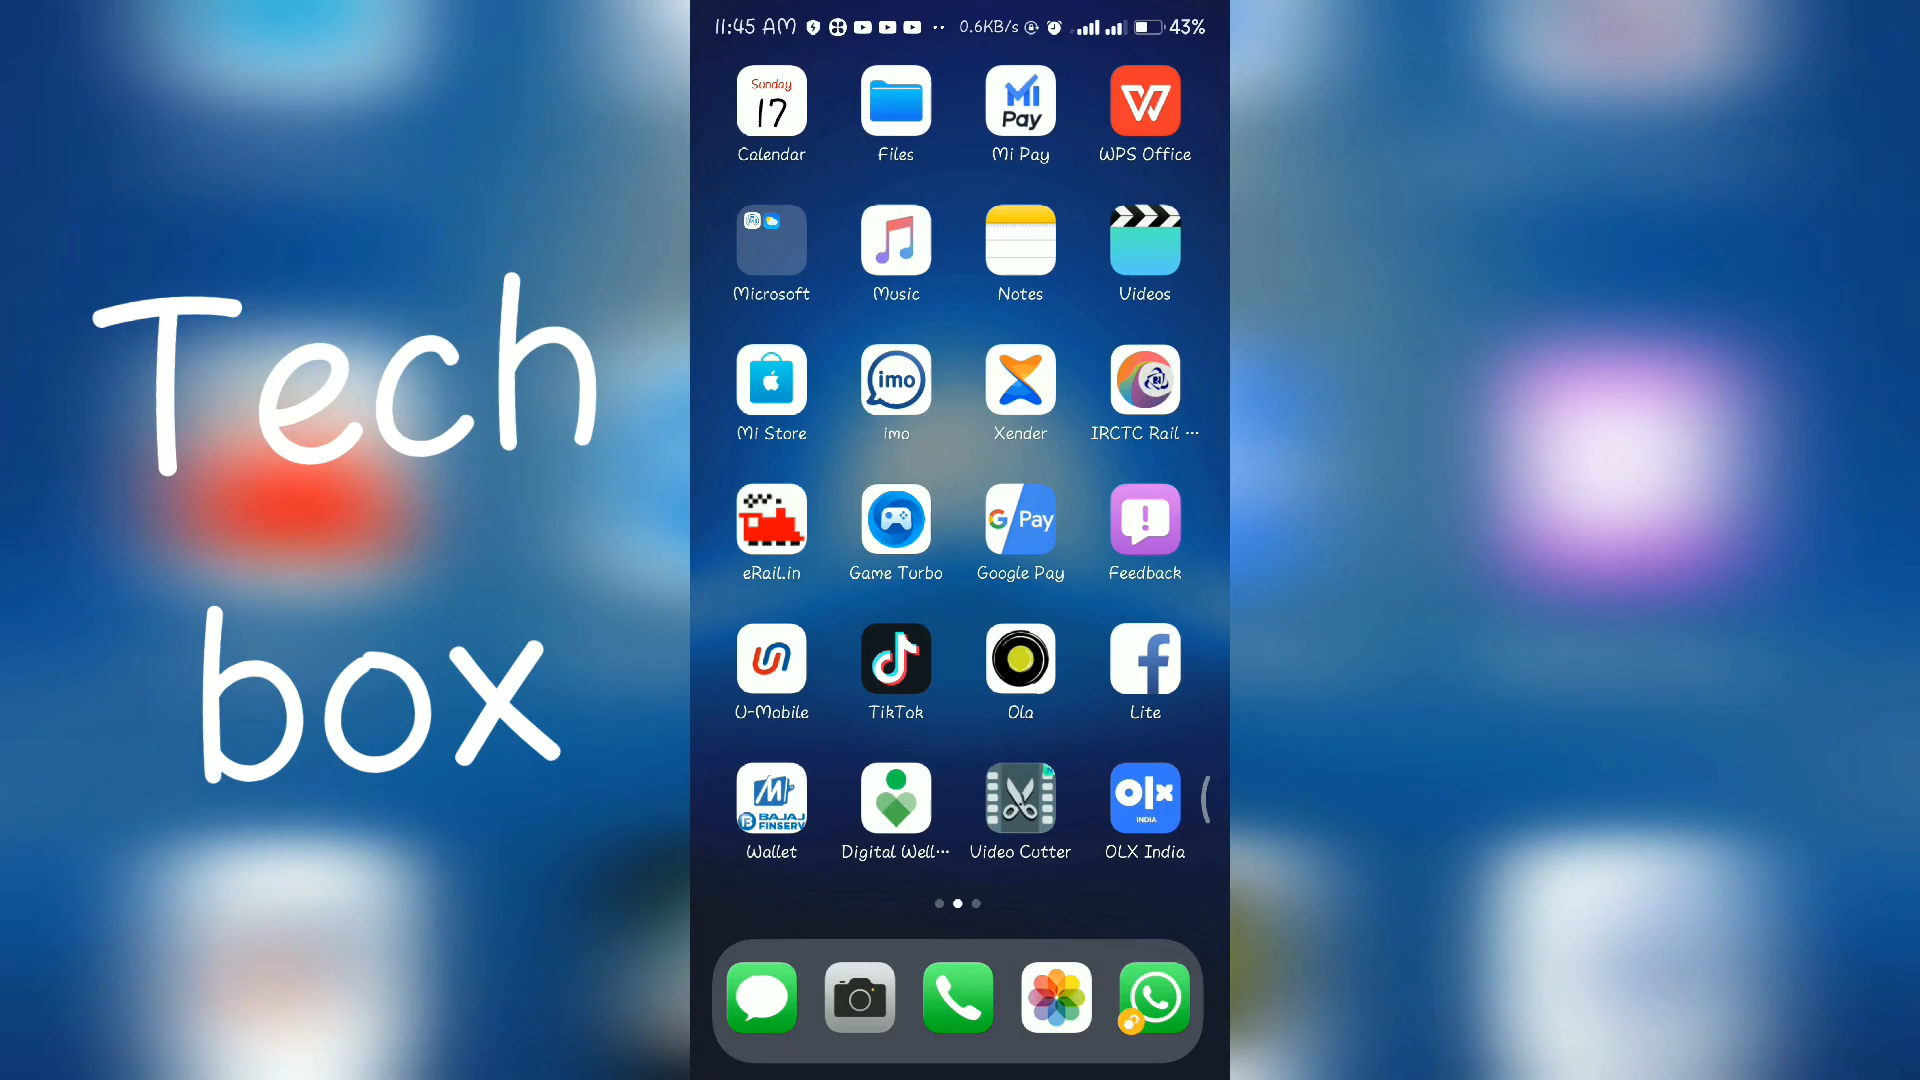 11:45 AM 0.6KB/s 43%
Sunday
17
Mi
Pay
Calendar Files Mi Pay WPS Office
Microsoft Music Notes Videos
imo
Mi Store imo Xender IRCTC Rail ...
G Pay
eRail.in Game Turbo Google Pay Feedback
U-Mobile TikTok Ola Lite
BAJAJ
FINSERV
olx
INDIA
Wallet Digital Well... Video Cutter OLX India
Tech
box